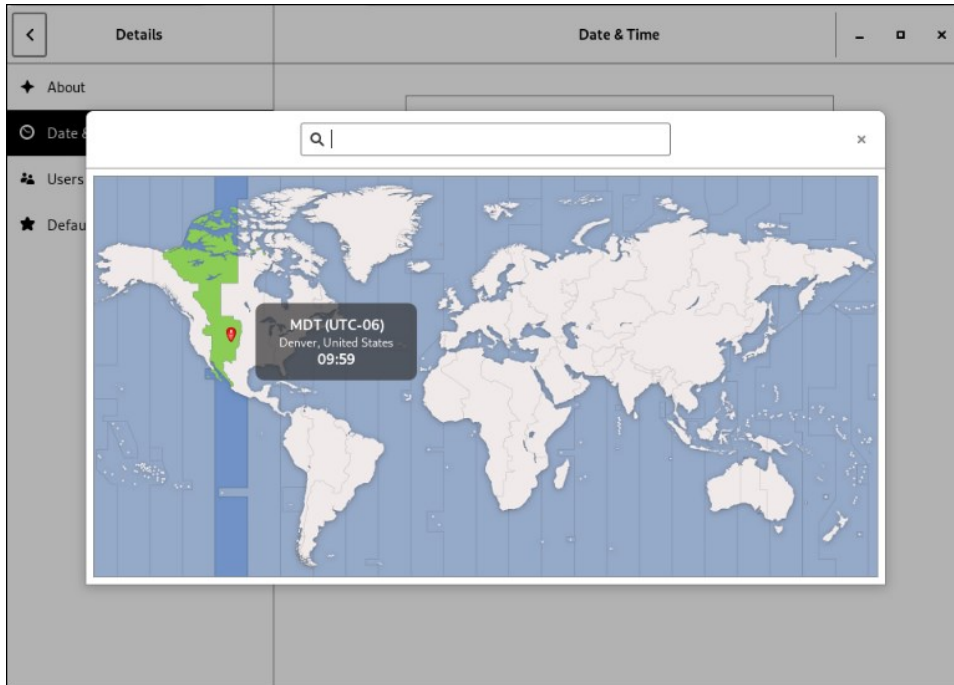 Details
Date & Time
About
Date &
Users
Defau
MDT (UTC-06)
Denver, United States
09:59